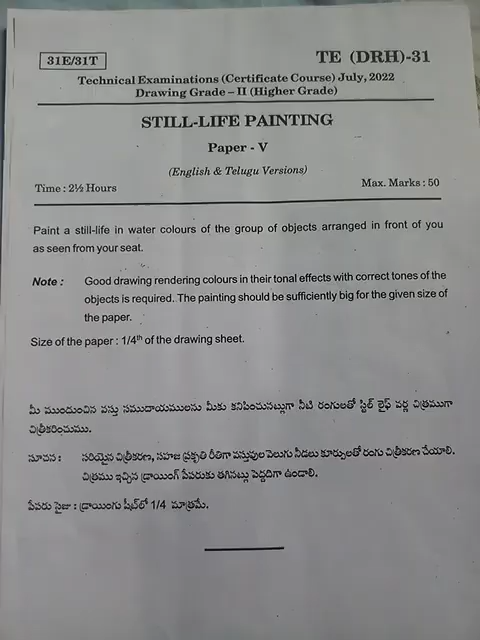 31E/31T
TE (DRH)-31
Technical Examinations (Certificate Course) July, 2022
Drawing Grade – II (Higher Grade)
STILL-LIFE PAINTING
Paper - V
(English & Telugu Versions)
Time : 2½ Hours
Max. Marks : 50
Paint a still-life in water colours of the group of objects arranged in front of you
as seen from your seat.
Note : Good drawing rendering colours in their tonal effects with correct tones of the
objects is required. The painting should be sufficiently big for the given size of
the paper.
Size of the paper : 1/4th of the drawing sheet.
మీ ముందుంచిన వస్తు సముదాయములను మీకు కనిపించునట్లుగా నీటి రంగులతో స్టిల్ లైఫ్ వర్ణ చిత్రముగా
చిత్రీకరించుము.
సూచన : సరియైన చిత్రీకరణ, సహజ ప్రకృతి రీతిగా వస్తువుల వెలుగు నీడలు కూర్పులతో రంగు చిత్రీకరణ చేయాలి.
చిత్రము ఇచ్చిన డ్రాయింగ్ పేపరుకు తగినట్లు పెద్దదిగా ఉండాలి.
పేపరు సైజు : డ్రాయింగు షీట్‌లో 1/4 మాత్రమే.